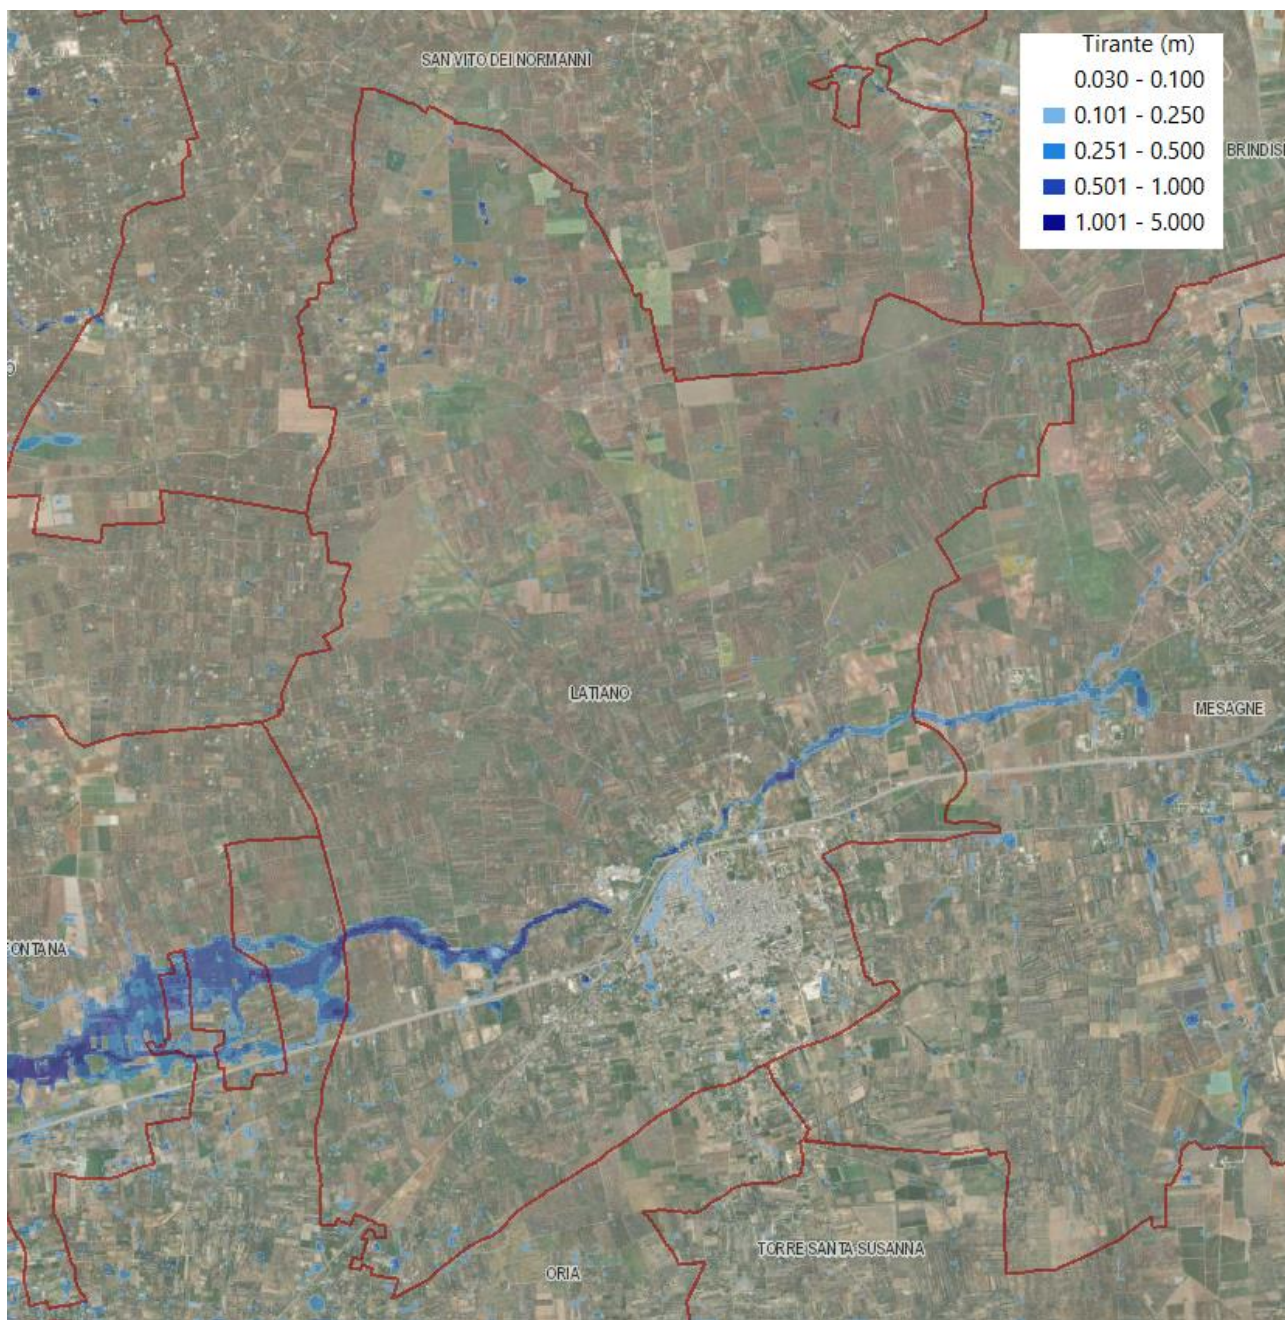 SAN VITO DEI NORMANNI
Tirante (m)
0.030 - 0.100
0.101 - 0.250
0.251 - 0.500
0.501 - 1.000
1.001 - 5.000
BRINDISI
O
LATIANO
MESAGNE
FONTANA
TORRE SANTA SUSANNA
ORIA